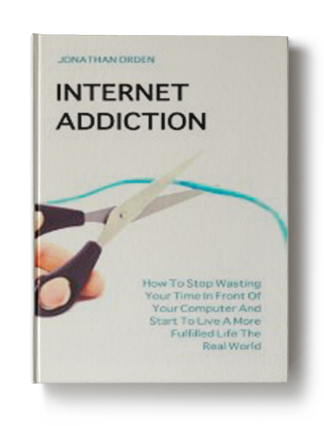 JONATHAN ORDEN
INTERNET
ADDICTION
How To Stop Wasting
Your Time In Front Of
Your Computer And
Start To Live A More
Fulfilled Life The
Real World